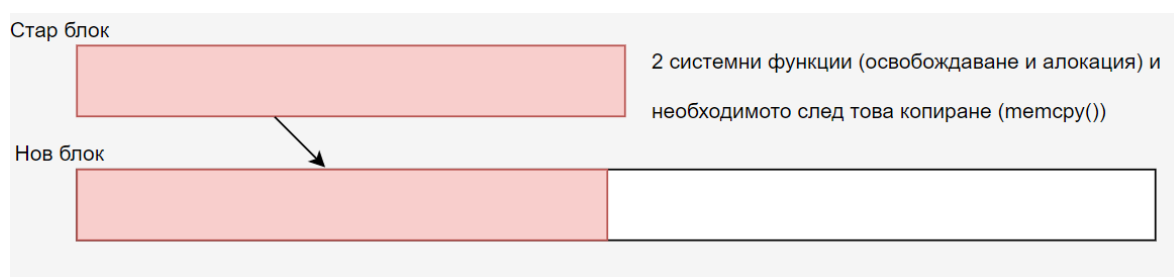 Стар блок
2 системни функции (освобождаване и алокация) и
необходимото след това копиране (memcpy())
Нов блок